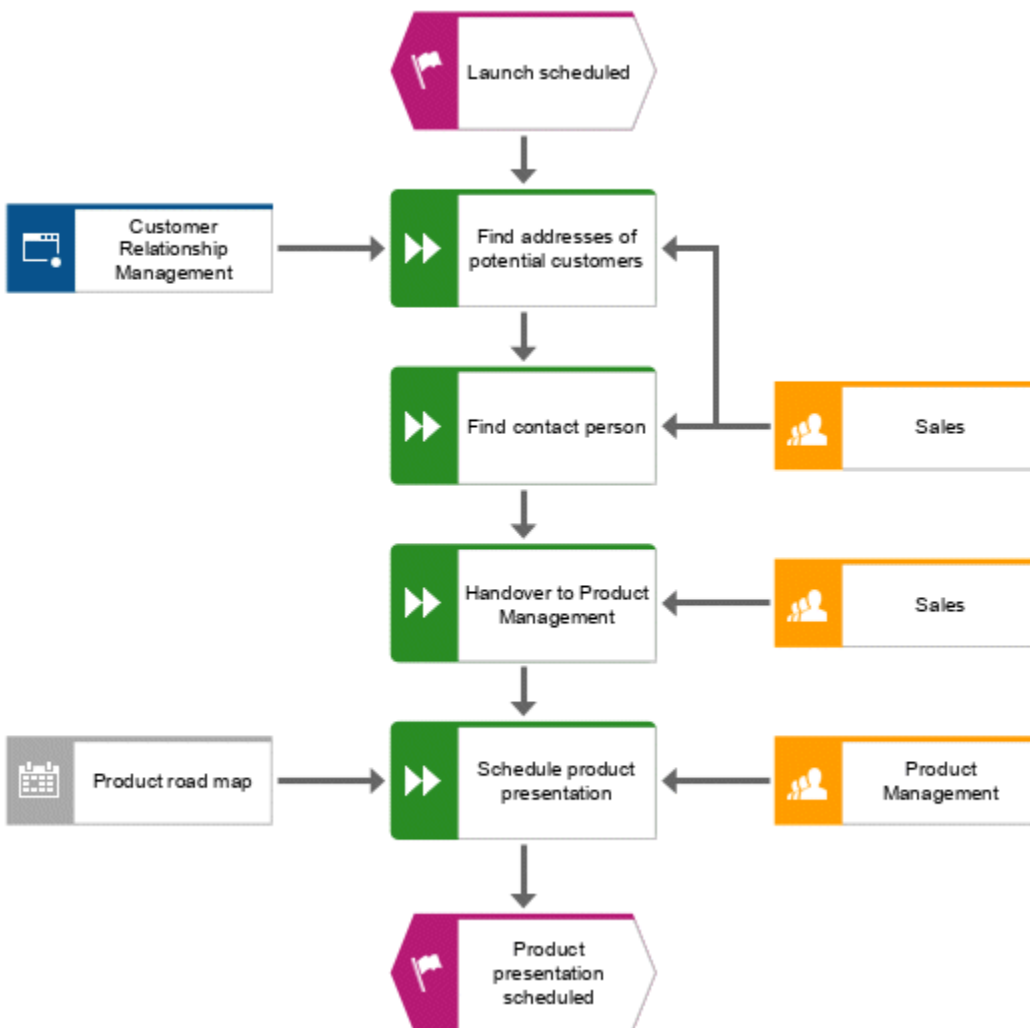 Launch scheduled
Customer
Relationship
Management
Find addresses of
potential customers
Find contact person
Sales
Handover to Product
Management
Sales
Product road map
Schedule product
presentation
Product
Management
Product
presentation
scheduled